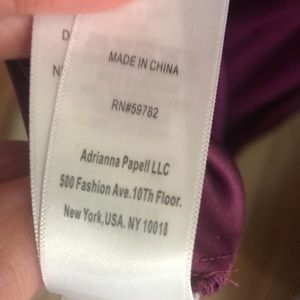 D
N
MADE IN CHINA
RN#59782
Adrianna Papell LLC
500 Fashion Ave.10Th Floor.
New York,USA. NY 10018